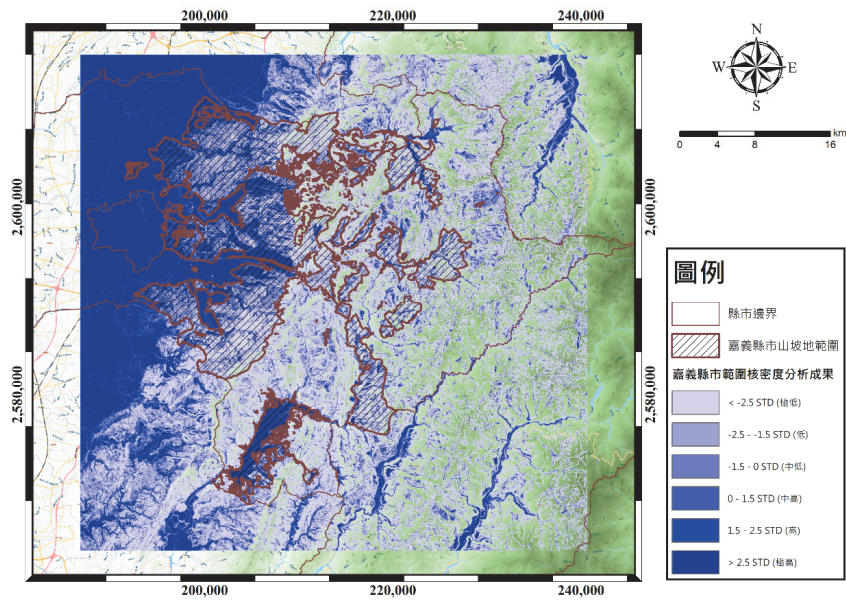 200,000
220,000
240,000
N
W
E
S
km
0
4
8
16
2,600,000
2,600,000
圖例
縣市邊界
嘉義縣市山坡地範圍
嘉義縣市範圍核密度分析成果
< -2.5 STD (極低)
-2.5 - -1.5 STD (低)
-1.5 - 0 STD (中低)
0 - 1.5 STD (中高)
1.5 - 2.5 STD (高)
> 2.5 STD (極高)
2,580,000
2,580,000
200,000
220,000
240,000